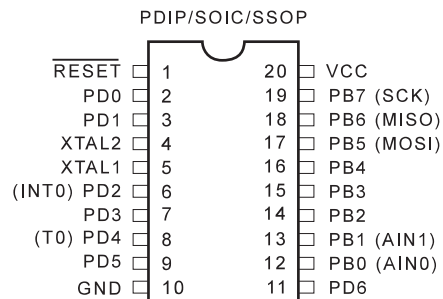 PDIP/SOIC/SSOP
RESET 1 20 VCC
PD0 2 19 PB7 (SCK)
PD1 3 18 PB6 (MISO)
XTAL2 4 17 PB5 (MOSI)
XTAL1 5 16 PB4
(INT0) PD2 6 15 PB3
PD3 7 14 PB2
(T0) PD4 8 13 PB1 (AIN1)
PD5 9 12 PB0 (AIN0)
GND 10 11 PD6